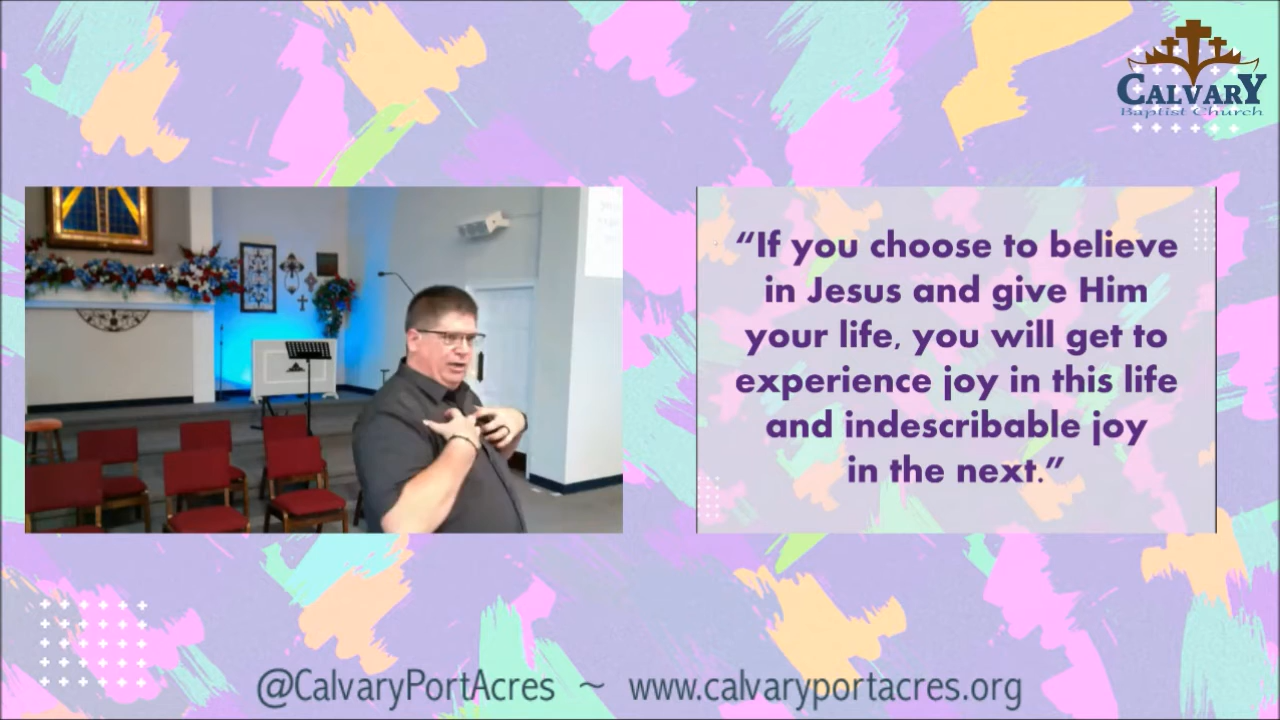 CALVARY
Baptist Church
“If you choose to believe
in Jesus and give Him
your life, you will get to
experience joy in this life
and indescribable joy
in the next.”
@CalvaryPortAcres ~ www.calvaryportacres.org